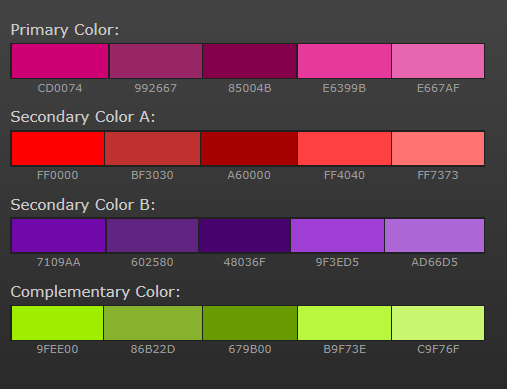 Primary Color:
CD0074 992667 85004B E6399B E667AF
Secondary Color A:
FF0000 BF3030 A60000 FF4040 FF7373
Secondary Color B:
7109AA 602580 48036F 9F3ED5 AD66D5
Complementary Color:
9FEE00 86B22D 679B00 B9F73E C9F76F